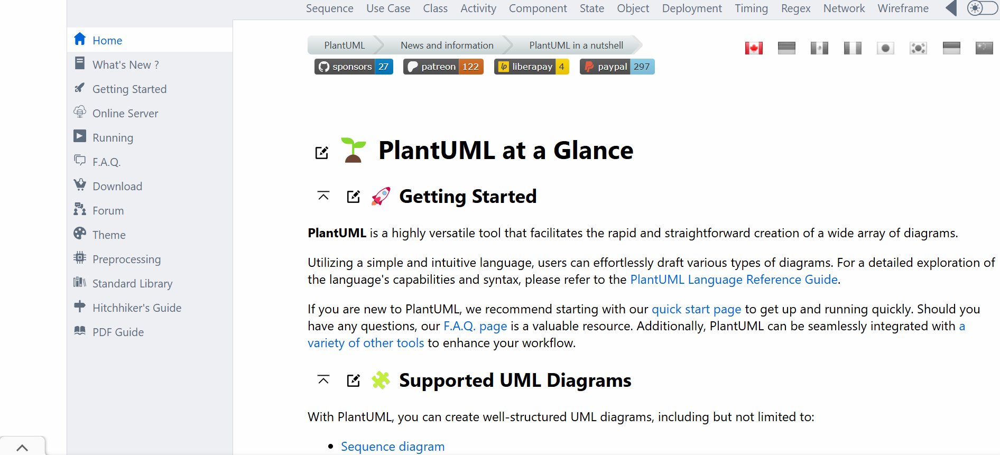 Sequence Use Case Class Activity Component State Object Deployment Timing Regex Network Wireframe
Home
What's New ?
Getting Started
Online Server
Running
F.A.Q.
Download
Forum
Theme
Preprocessing
Standard Library
Hitchhiker's Guide
PDF Guide
PlantUML News and information PlantUML in a nutshell
sponsors 27 patreon 122 liberapay 4 paypal 297
PlantUML at a Glance
Getting Started
PlantUML is a highly versatile tool that facilitates the rapid and straightforward creation of a wide array of diagrams.
Utilizing a simple and intuitive language, users can effortlessly draft various types of diagrams. For a detailed exploration of
the language's capabilities and syntax, please refer to the PlantUML Language Reference Guide.
If you are new to PlantUML, we recommend starting with our quick start page to get up and running quickly. Should you
have any questions, our F.A.Q. page is a valuable resource. Additionally, PlantUML can be seamlessly integrated with a
variety of other tools to enhance your workflow.
Supported UML Diagrams
With PlantUML, you can create well-structured UML diagrams, including but not limited to:
Sequence diagram